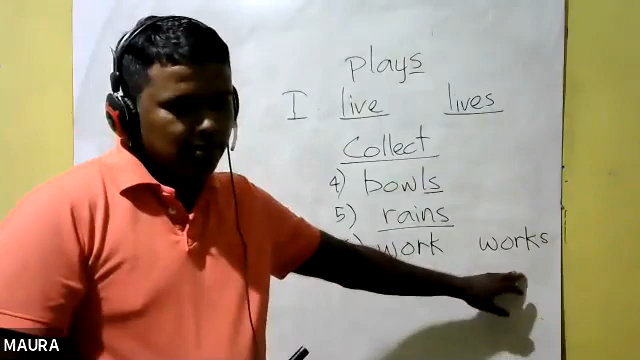 plays
I live lives
Collect
4) bowls
5) rains
) work works
MAURA